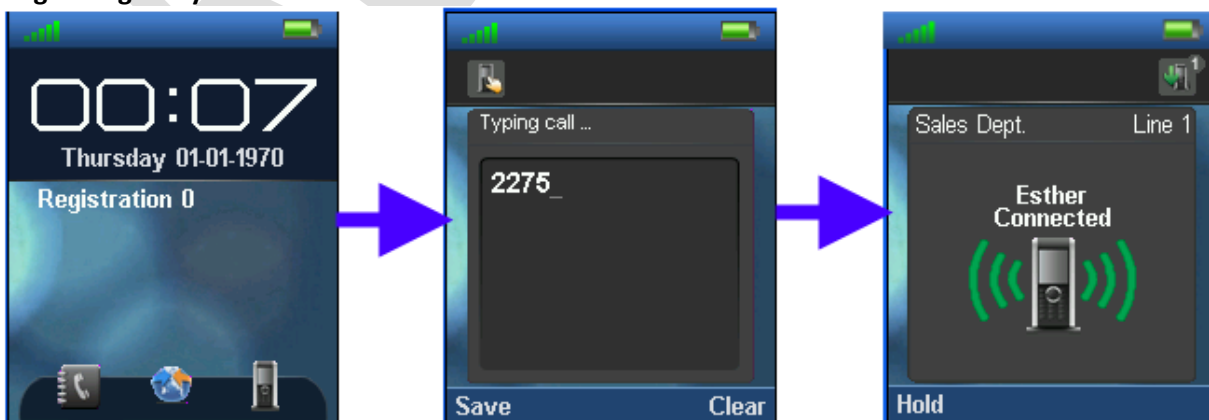 00:07
Thursday 01-01-1970
Registration 0
Typing call ...
2275_
Save Clear
1
Sales Dept. Line 1
Esther
Connected
Hold